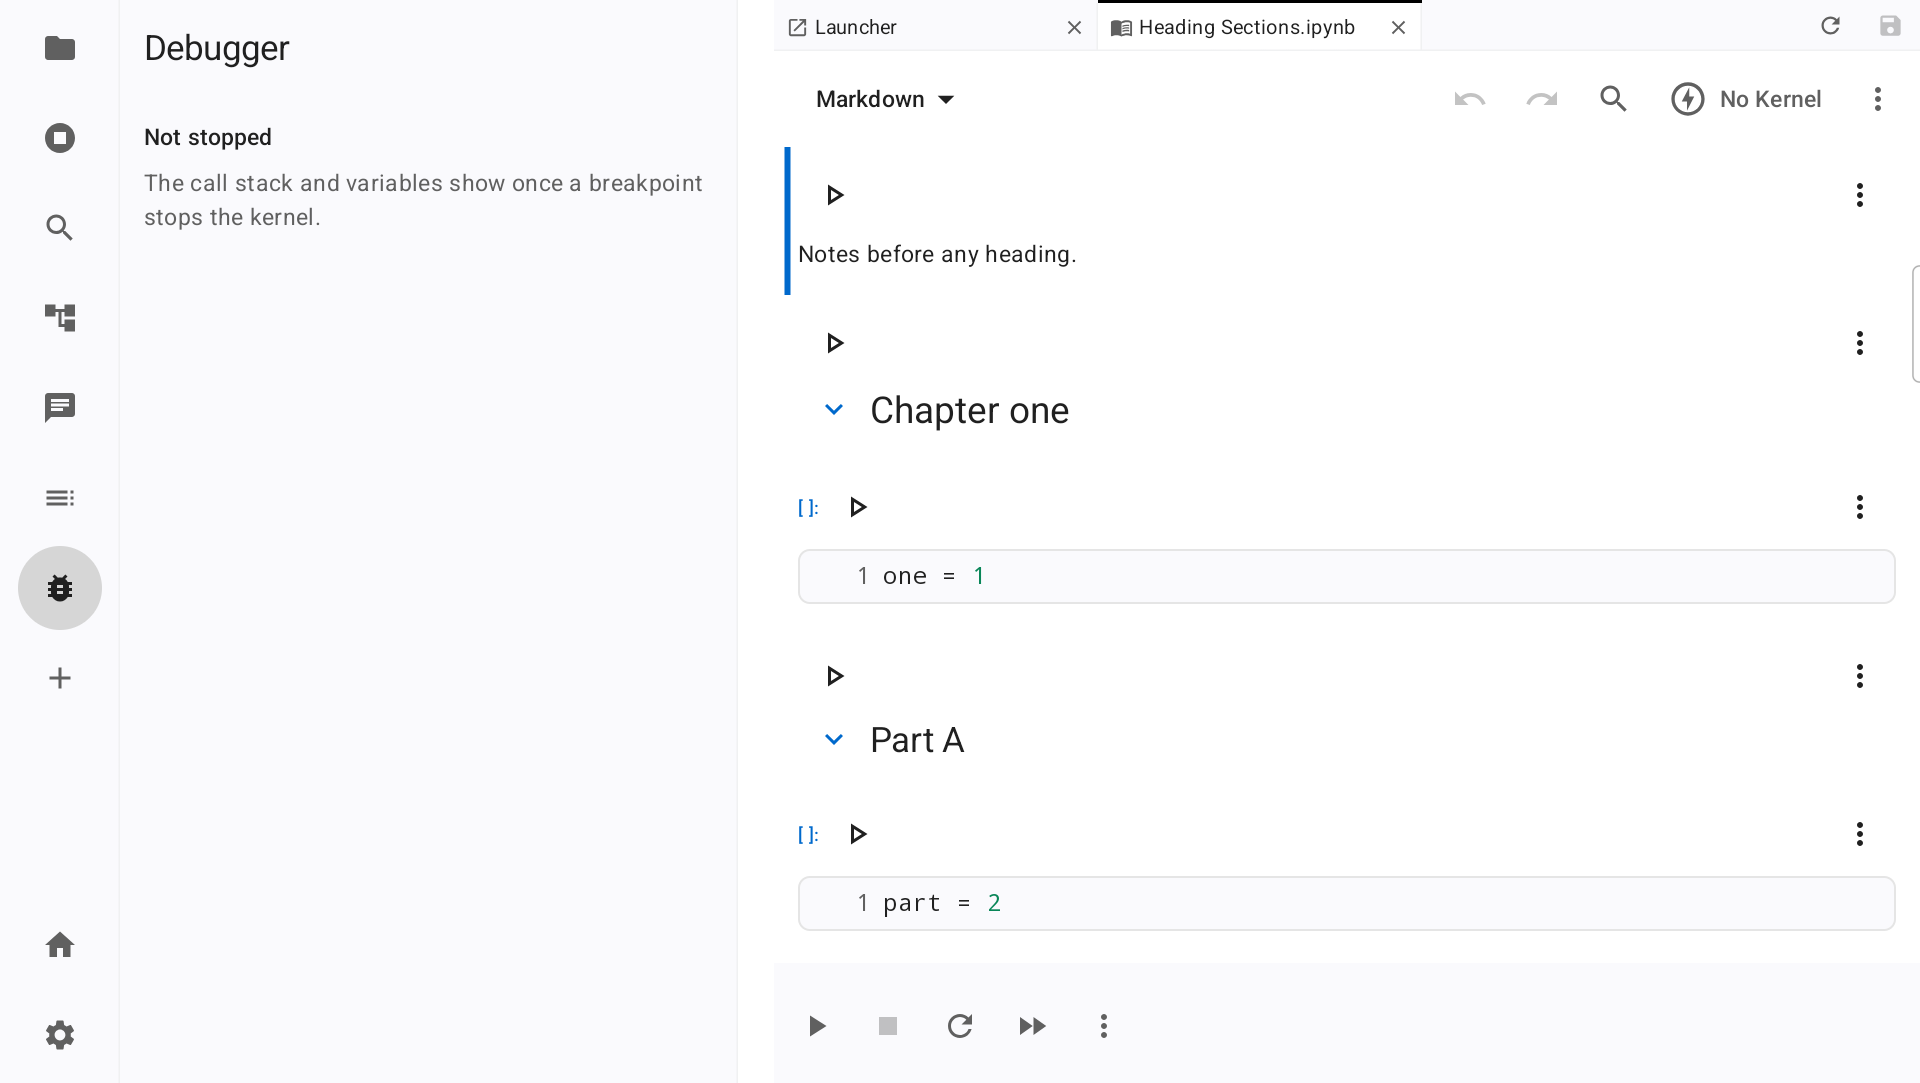 Debugger
Not stopped
The call stack and variables show once a breakpoint
stops the kernel.
Launcher
Heading Sections.ipynb
Markdown
No Kernel
Notes before any heading.
Chapter one
[ ]:
1 one = 1
Part A
[ ]:
1 part = 2